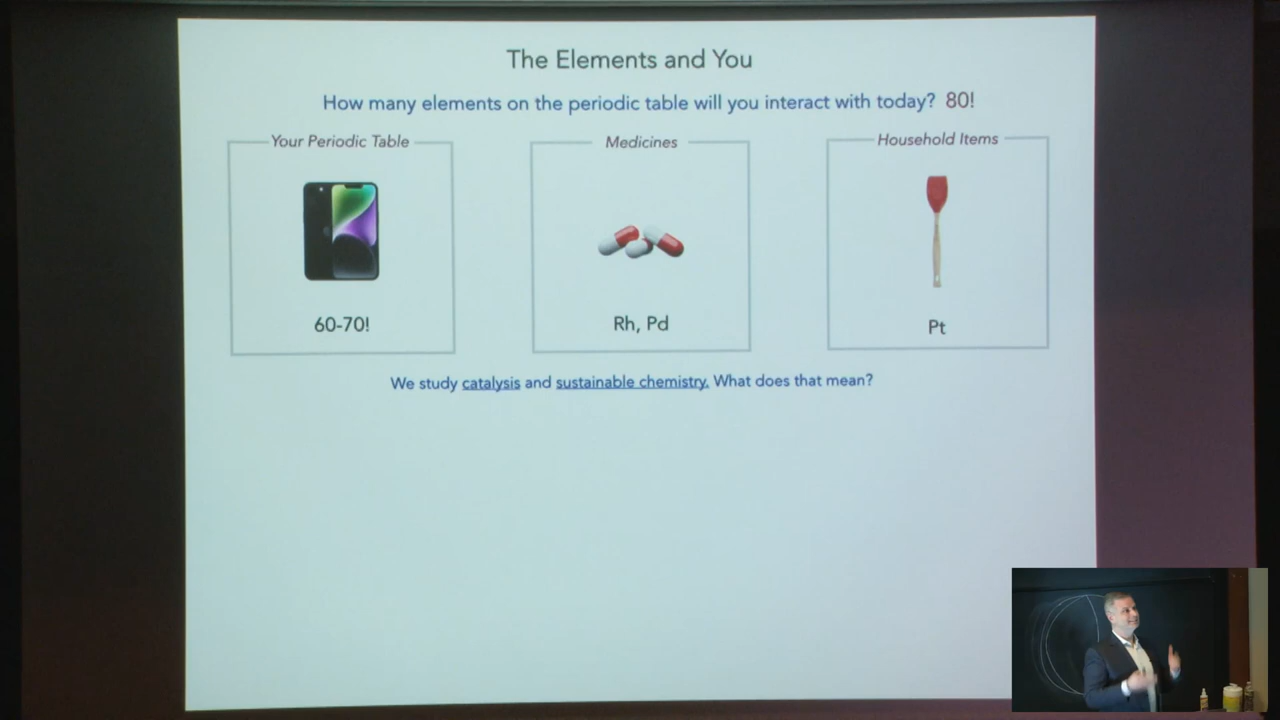 The Elements and You
How many elements on the periodic table will you interact with today? 80!
Your Periodic Table
60-70!
Medicines
Rh, Pd
Household Items
Pt
We study catalysis and sustainable chemistry. What does that mean?